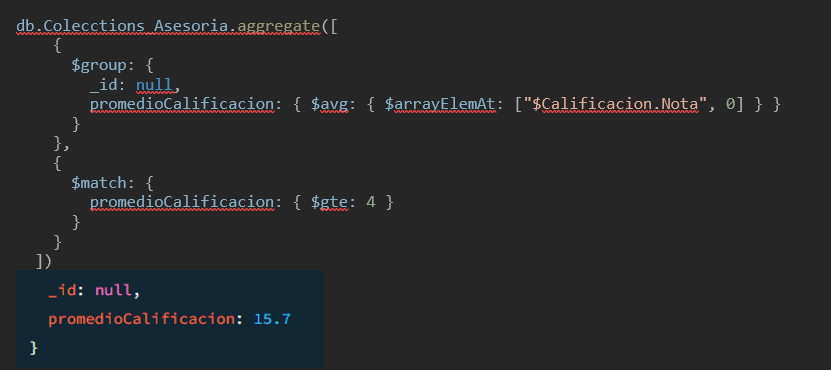 db.Colecctions_Asesoria.aggregate([
{
$group: {
_id: null,
promedioCalificacion: { $avg: { $arrayElemAt: ["$Calificacion.Nota", 0] } }
}
},
{
$match: {
promedioCalificacion: { $gte: 4 }
}
}
])
_id: null,
promedioCalificacion: 15.7
}